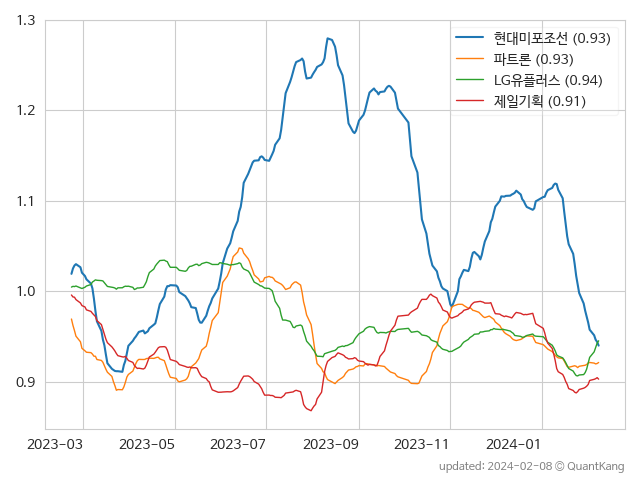 1.3
1.2
1.1
1.0
0.9
현대미포조선 (0.93)
파트론 (0.93)
LG유플러스 (0.94)
제일기획 (0.91)
2023-03 2023-05 2023-07 2023-09 2023-11 2024-01
updated: 2024-02-08 © QuantKang